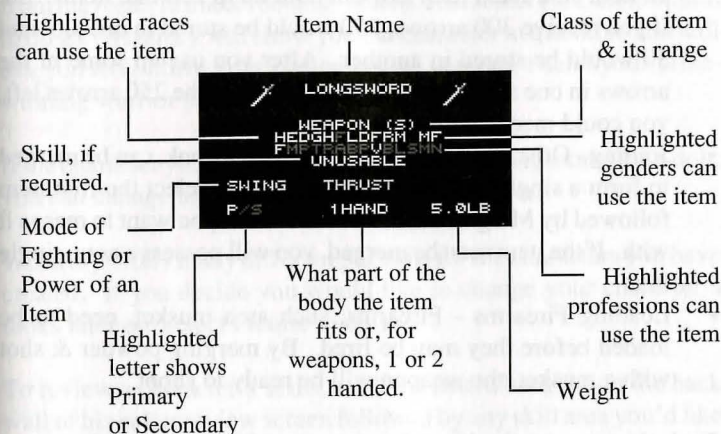 Highlighted races
can use the item
Item Name
Class of the item
& its range
LONGSWORD
WEAPON (S)
HEDGHFLDFRM MF
FMPTRABPVBLSMN
UNUSABLE
SWING THRUST
P/S 1HAND 5.0LB
Skill, if
required.
Highlighted
genders can
use the item
Mode of
Fighting or
Power of an
Item
Highlighted
letter shows
Primary
or Secondary
What part of the
body the item
fits or, for
weapons, 1 or 2
handed.
Highlighted
professions can
use the item
Weight